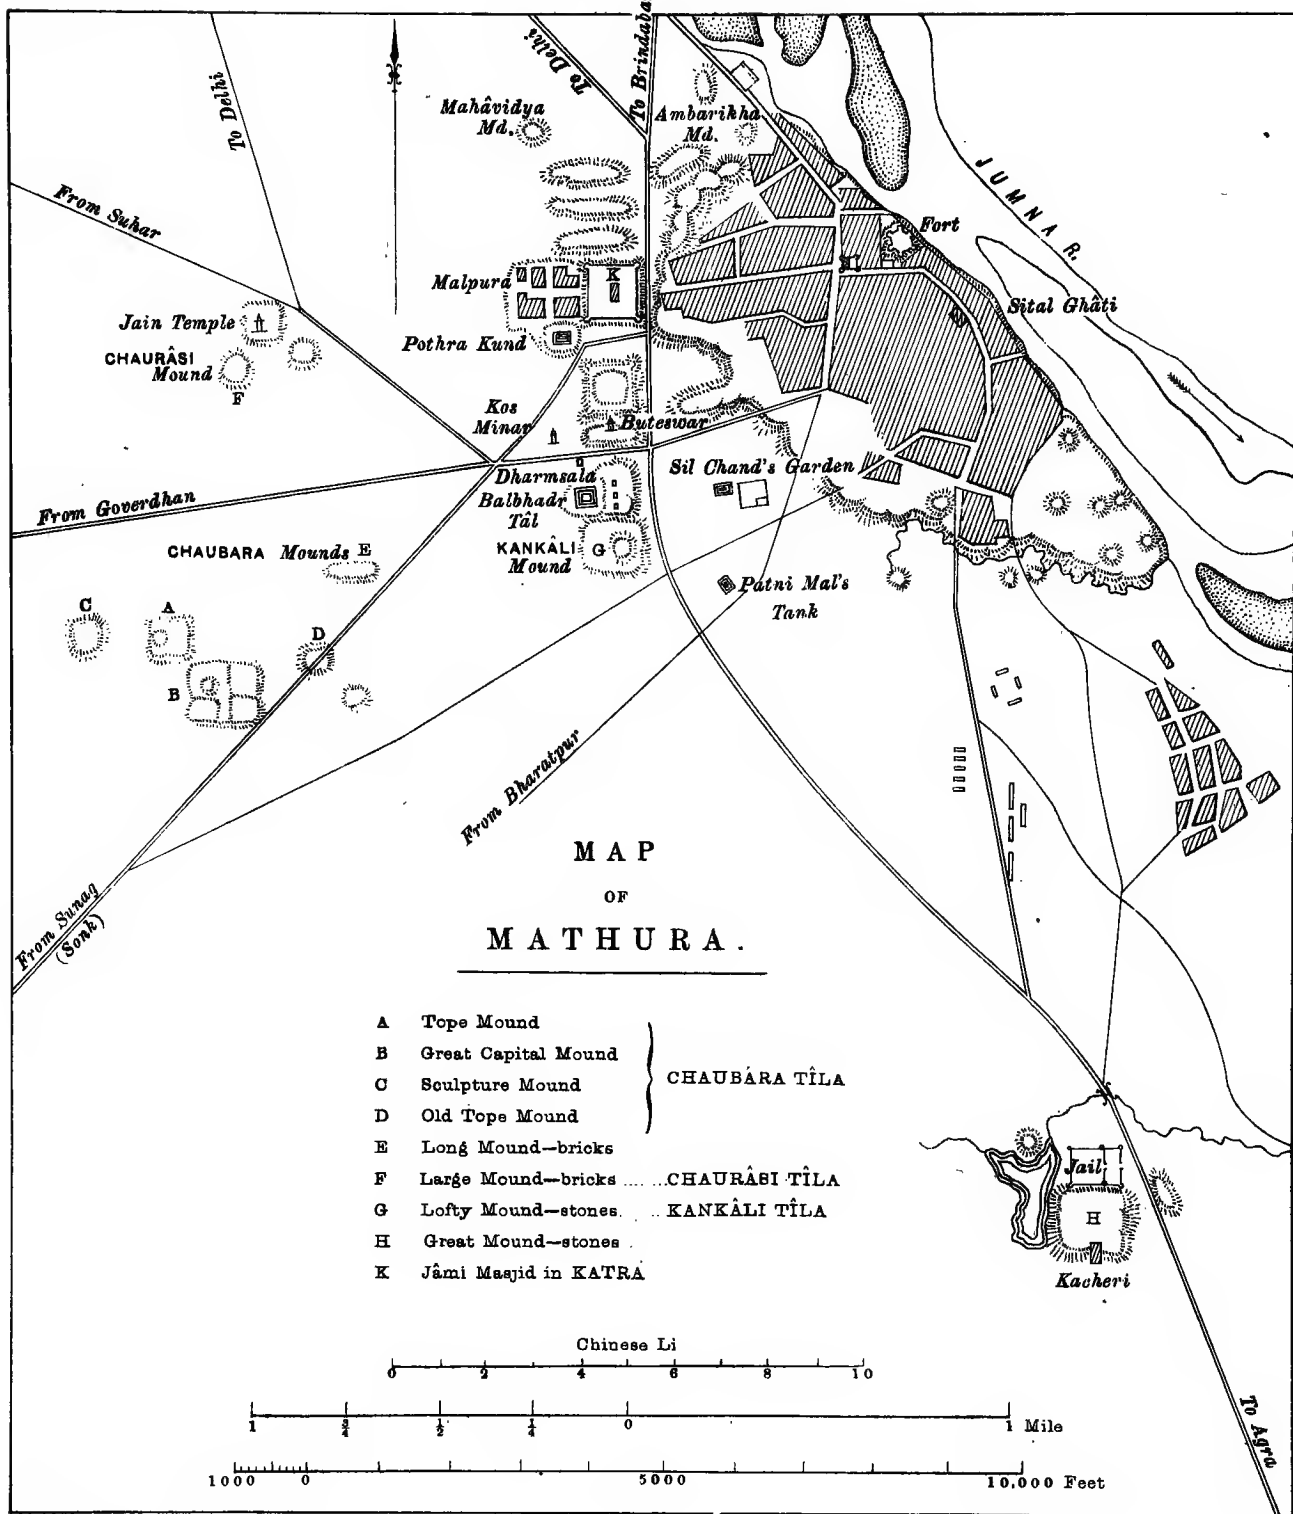 To Delhi
To Delhi
To Brindaba
Mahâvidya
Md.
Ambarikha
Md.
JUMNA R.
From Suhar
Fort
Malpura
K
Sital Ghâti
Jain Temple
Pothra Kund
CHAURÂSI
Mound
F
Kos
Minar
Buteswar
Sil Chand's Garden
Dharmsala
Balbhadr
Tâl
From Goverdhan
CHAUBARA Mounds E
KANKÂLI
Mound
G
Patni Mal's
Tank
C
A
D
B
From Bharatpur
From Sunag
(Sonk)
MAP
OF
MATHURA.
A Tope Mound
B Great Capital Mound
C Sculpture Mound
D Old Tope Mound
CHAUBÁRA TÎLA
E Long Mound—bricks
F Large Mound—bricks .... ..CHAURÂSI TÎLA
G Lofty Mound—stones. .. KANKÂLI TÎLA
H Great Mound—stones .
K Jâmi Masjid in KATRA
Jail
H
Kacheri
To Agra
Chinese Li
0 2 4 6 8 10
1 3/4 1/2 1/4 0 1 Mile
1000 0 5000 10,000 Feet